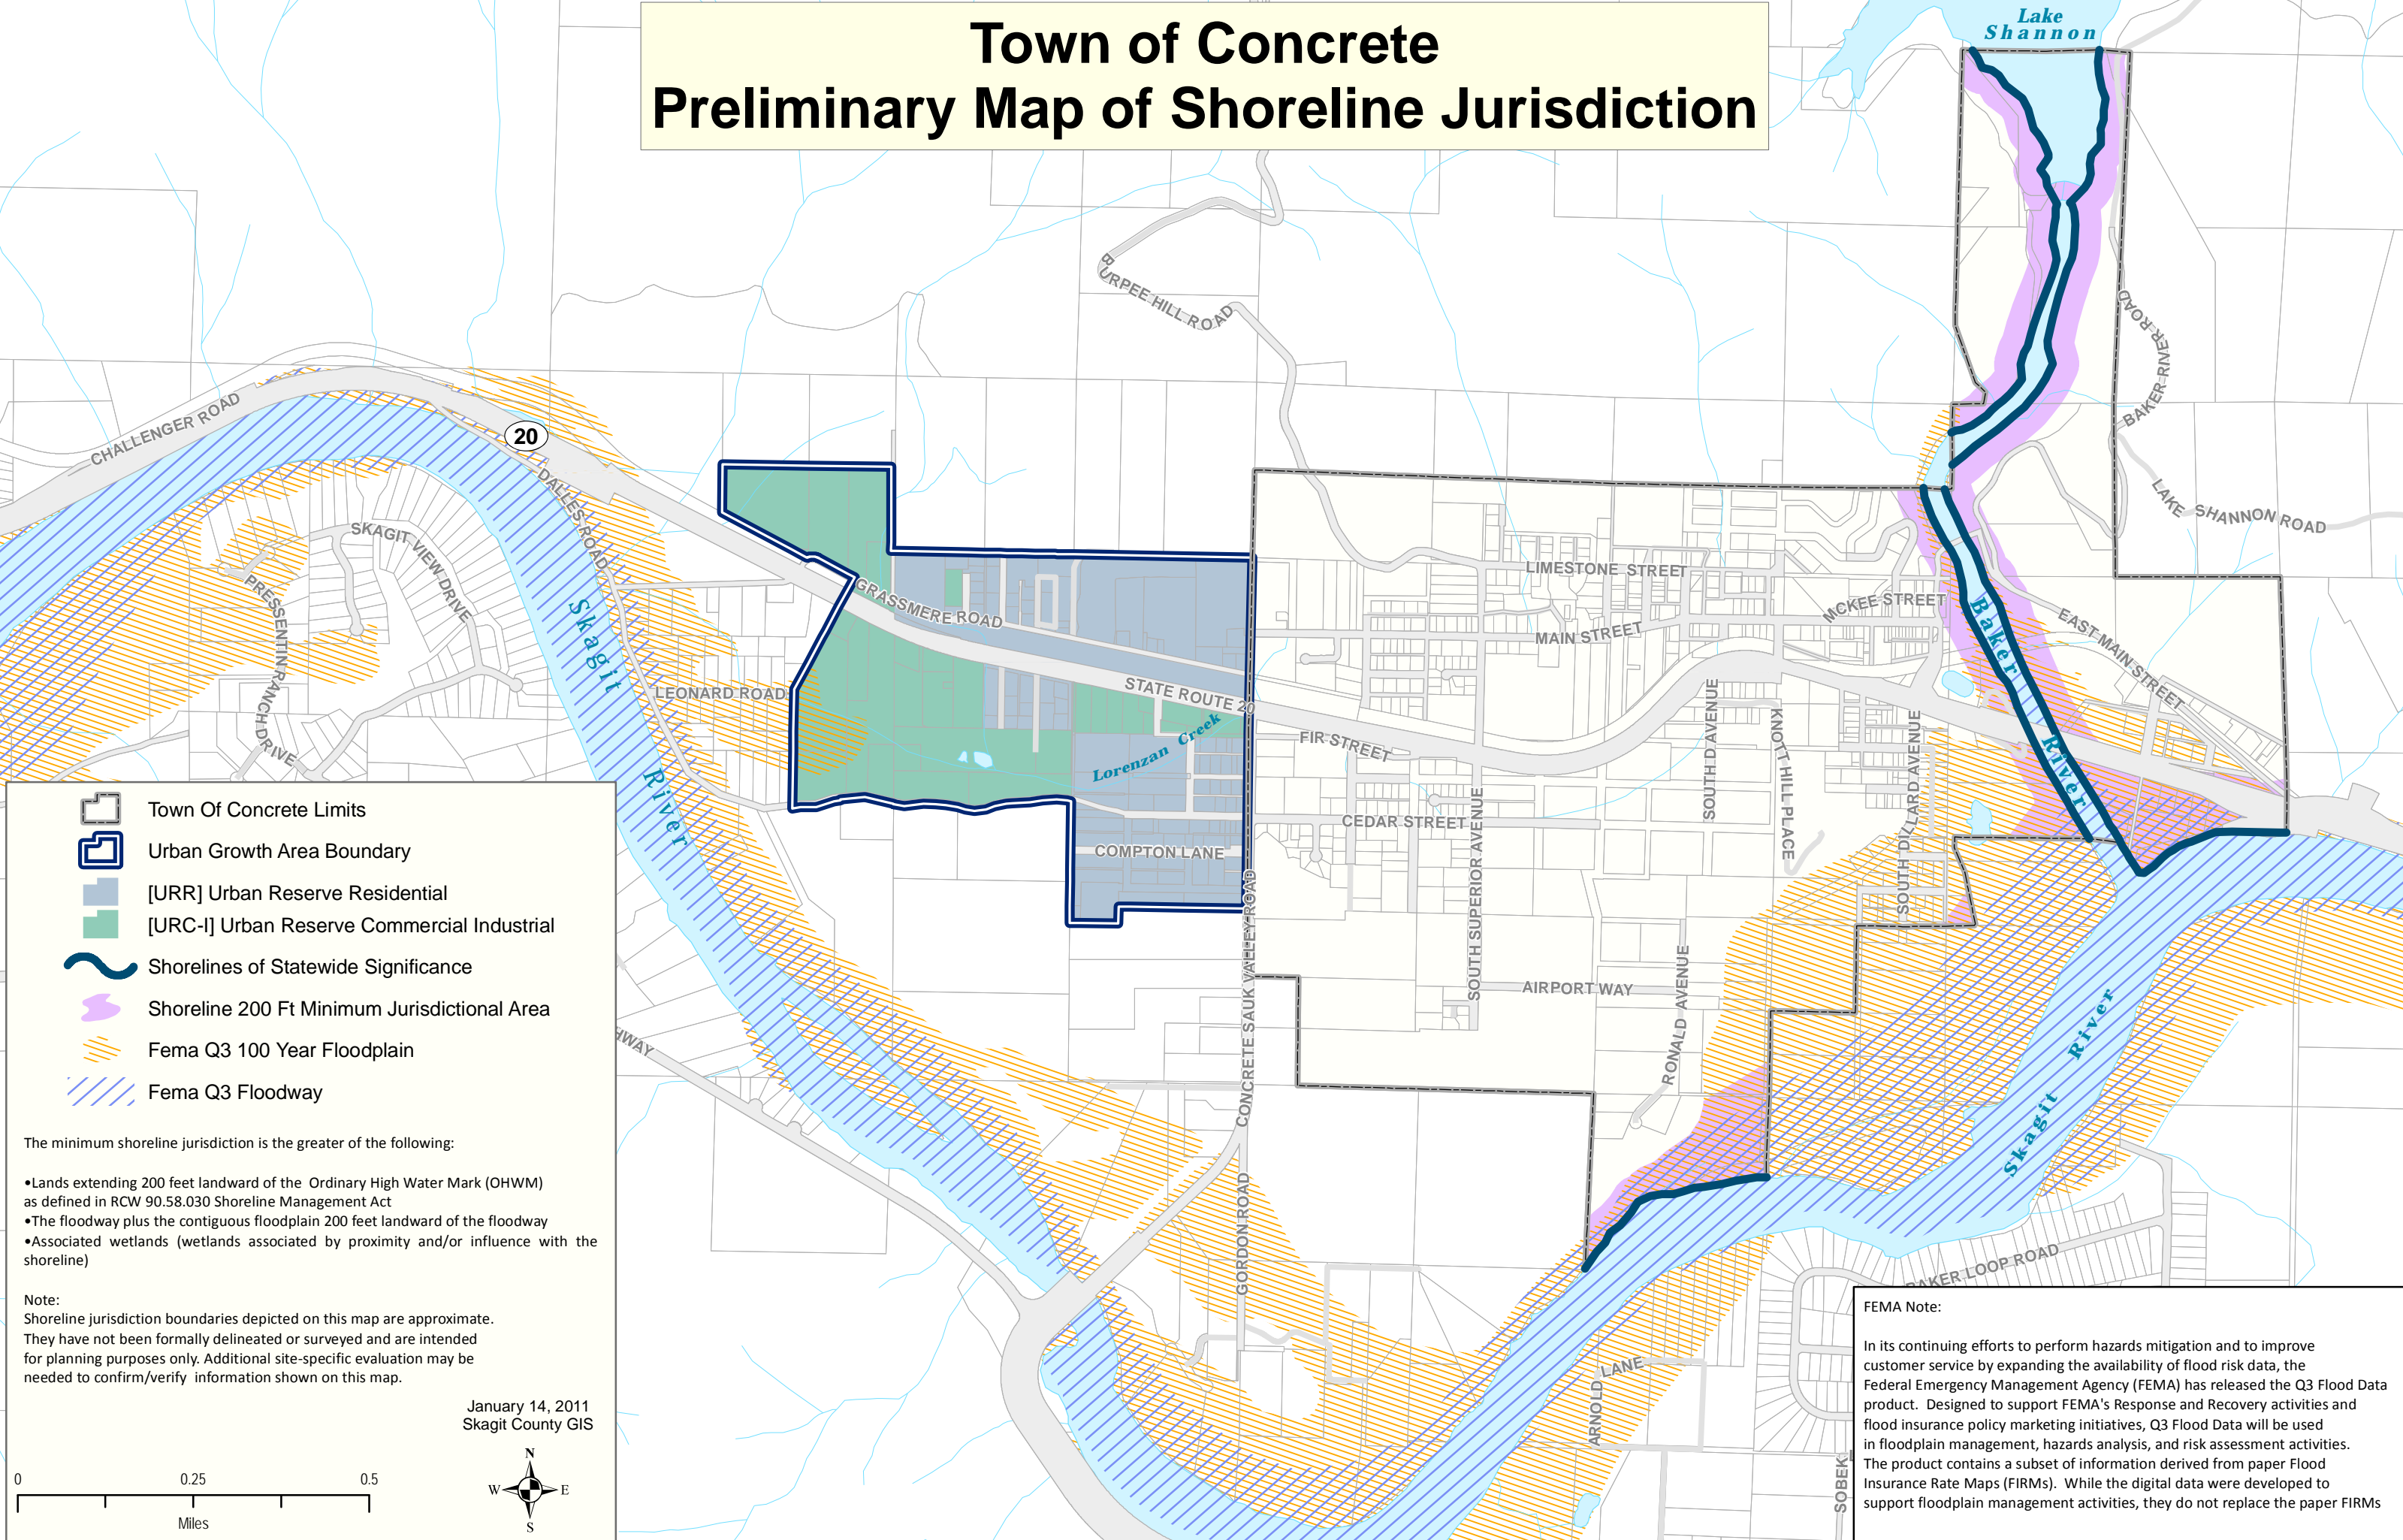 Town of Concrete
Preliminary Map of Shoreline Jurisdiction
Lake
Shannon
BURPEE HILL ROAD
BAKER RIVER ROAD
CHALLENGER ROAD
20
DALLES ROAD
SKAGIT VIEW DRIVE
LAKE SHANNON ROAD
PRESSENTIN RANCH DRIVE
LIMESTONE STREET
GRASSMERE ROAD
MCKEE STREET
EAST MAIN STREET
MAIN STREET
Skagit River
Baker River
LEONARD ROAD
STATE ROUTE 20
Lorenzan Creek
FIR STREET
SOUTH D AVENUE
KNOTT HILL PLACE
SOUTH DILLARD AVENUE
CEDAR STREET
SOUTH SUPERIOR AVENUE
COMPTON LANE
CONCRETE SAUK VALLEY ROAD
AIRPORT WAY
RONALD AVENUE
Skagit River
HWAY
GORDON ROAD
BAKER LOOP ROAD
ARNOLD LANE
SOBEK
Town Of Concrete Limits
Urban Growth Area Boundary
[URR] Urban Reserve Residential
[URC-I] Urban Reserve Commercial Industrial
Shorelines of Statewide Significance
Shoreline 200 Ft Minimum Jurisdictional Area
Fema Q3 100 Year Floodplain
Fema Q3 Floodway
The minimum shoreline jurisdiction is the greater of the following:
•Lands extending 200 feet landward of the Ordinary High Water Mark (OHWM)
as defined in RCW 90.58.030 Shoreline Management Act
•The floodway plus the contiguous floodplain 200 feet landward of the floodway
•Associated wetlands (wetlands associated by proximity and/or influence with the
shoreline)
Note:
Shoreline jurisdiction boundaries depicted on this map are approximate.
They have not been formally delineated or surveyed and are intended
for planning purposes only. Additional site-specific evaluation may be
needed to confirm/verify information shown on this map.
January 14, 2011
Skagit County GIS
0 0.25 0.5
Miles
N
W E
S
FEMA Note:
In its continuing efforts to perform hazards mitigation and to improve
customer service by expanding the availability of flood risk data, the
Federal Emergency Management Agency (FEMA) has released the Q3 Flood Data
product. Designed to support FEMA's Response and Recovery activities and
flood insurance policy marketing initiatives, Q3 Flood Data will be used
in floodplain management, hazards analysis, and risk assessment activities.
The product contains a subset of information derived from paper Flood
Insurance Rate Maps (FIRMs). While the digital data were developed to
support floodplain management activities, they do not replace the paper FIRMs